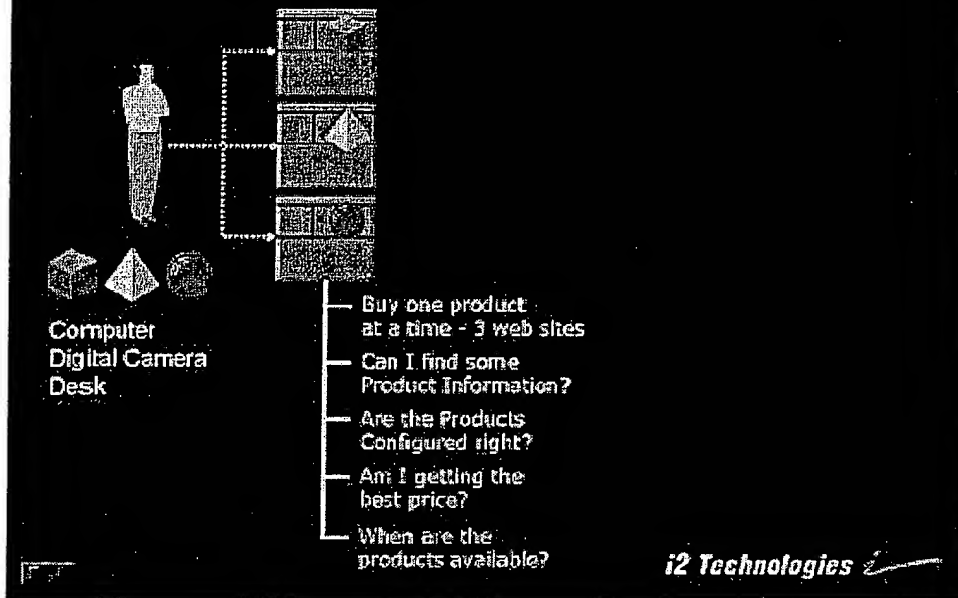 Computer
Digital Camera
Desk
Buy one product
at a time - 3 web sites
Can I find some
Product Information?
Are the Products
Configured right?
Am I getting the
best price?
When are the
products available?
i2 Technologies